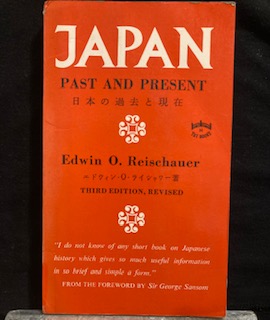 JAPAN
PAST AND PRESENT
日本の過去と現在
Edwin O. Reischauer
エドウィン・O・ライシャワー著
THIRD EDITION, REVISED
"I do not know of any short book on Japanese
history which gives so much useful information
in so brief and simple a form."
FROM THE FOREWORD BY Sir George Sansom